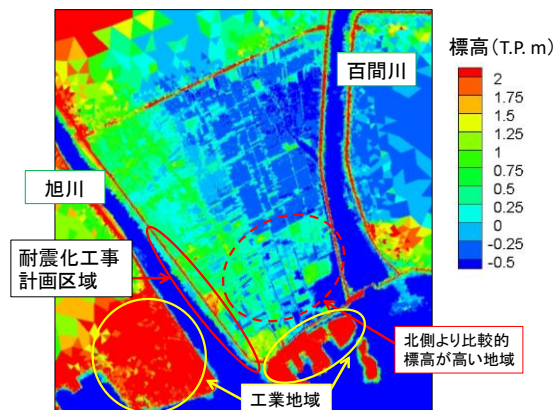 標高(T.P. m)
百間川
2
1.75
1.5
1.25
1
0.75
0.5
0.25
0
-0.25
-0.5
旭川
耐震化工事
計画区域
北側より比較的
標高が高い地域
工業地域